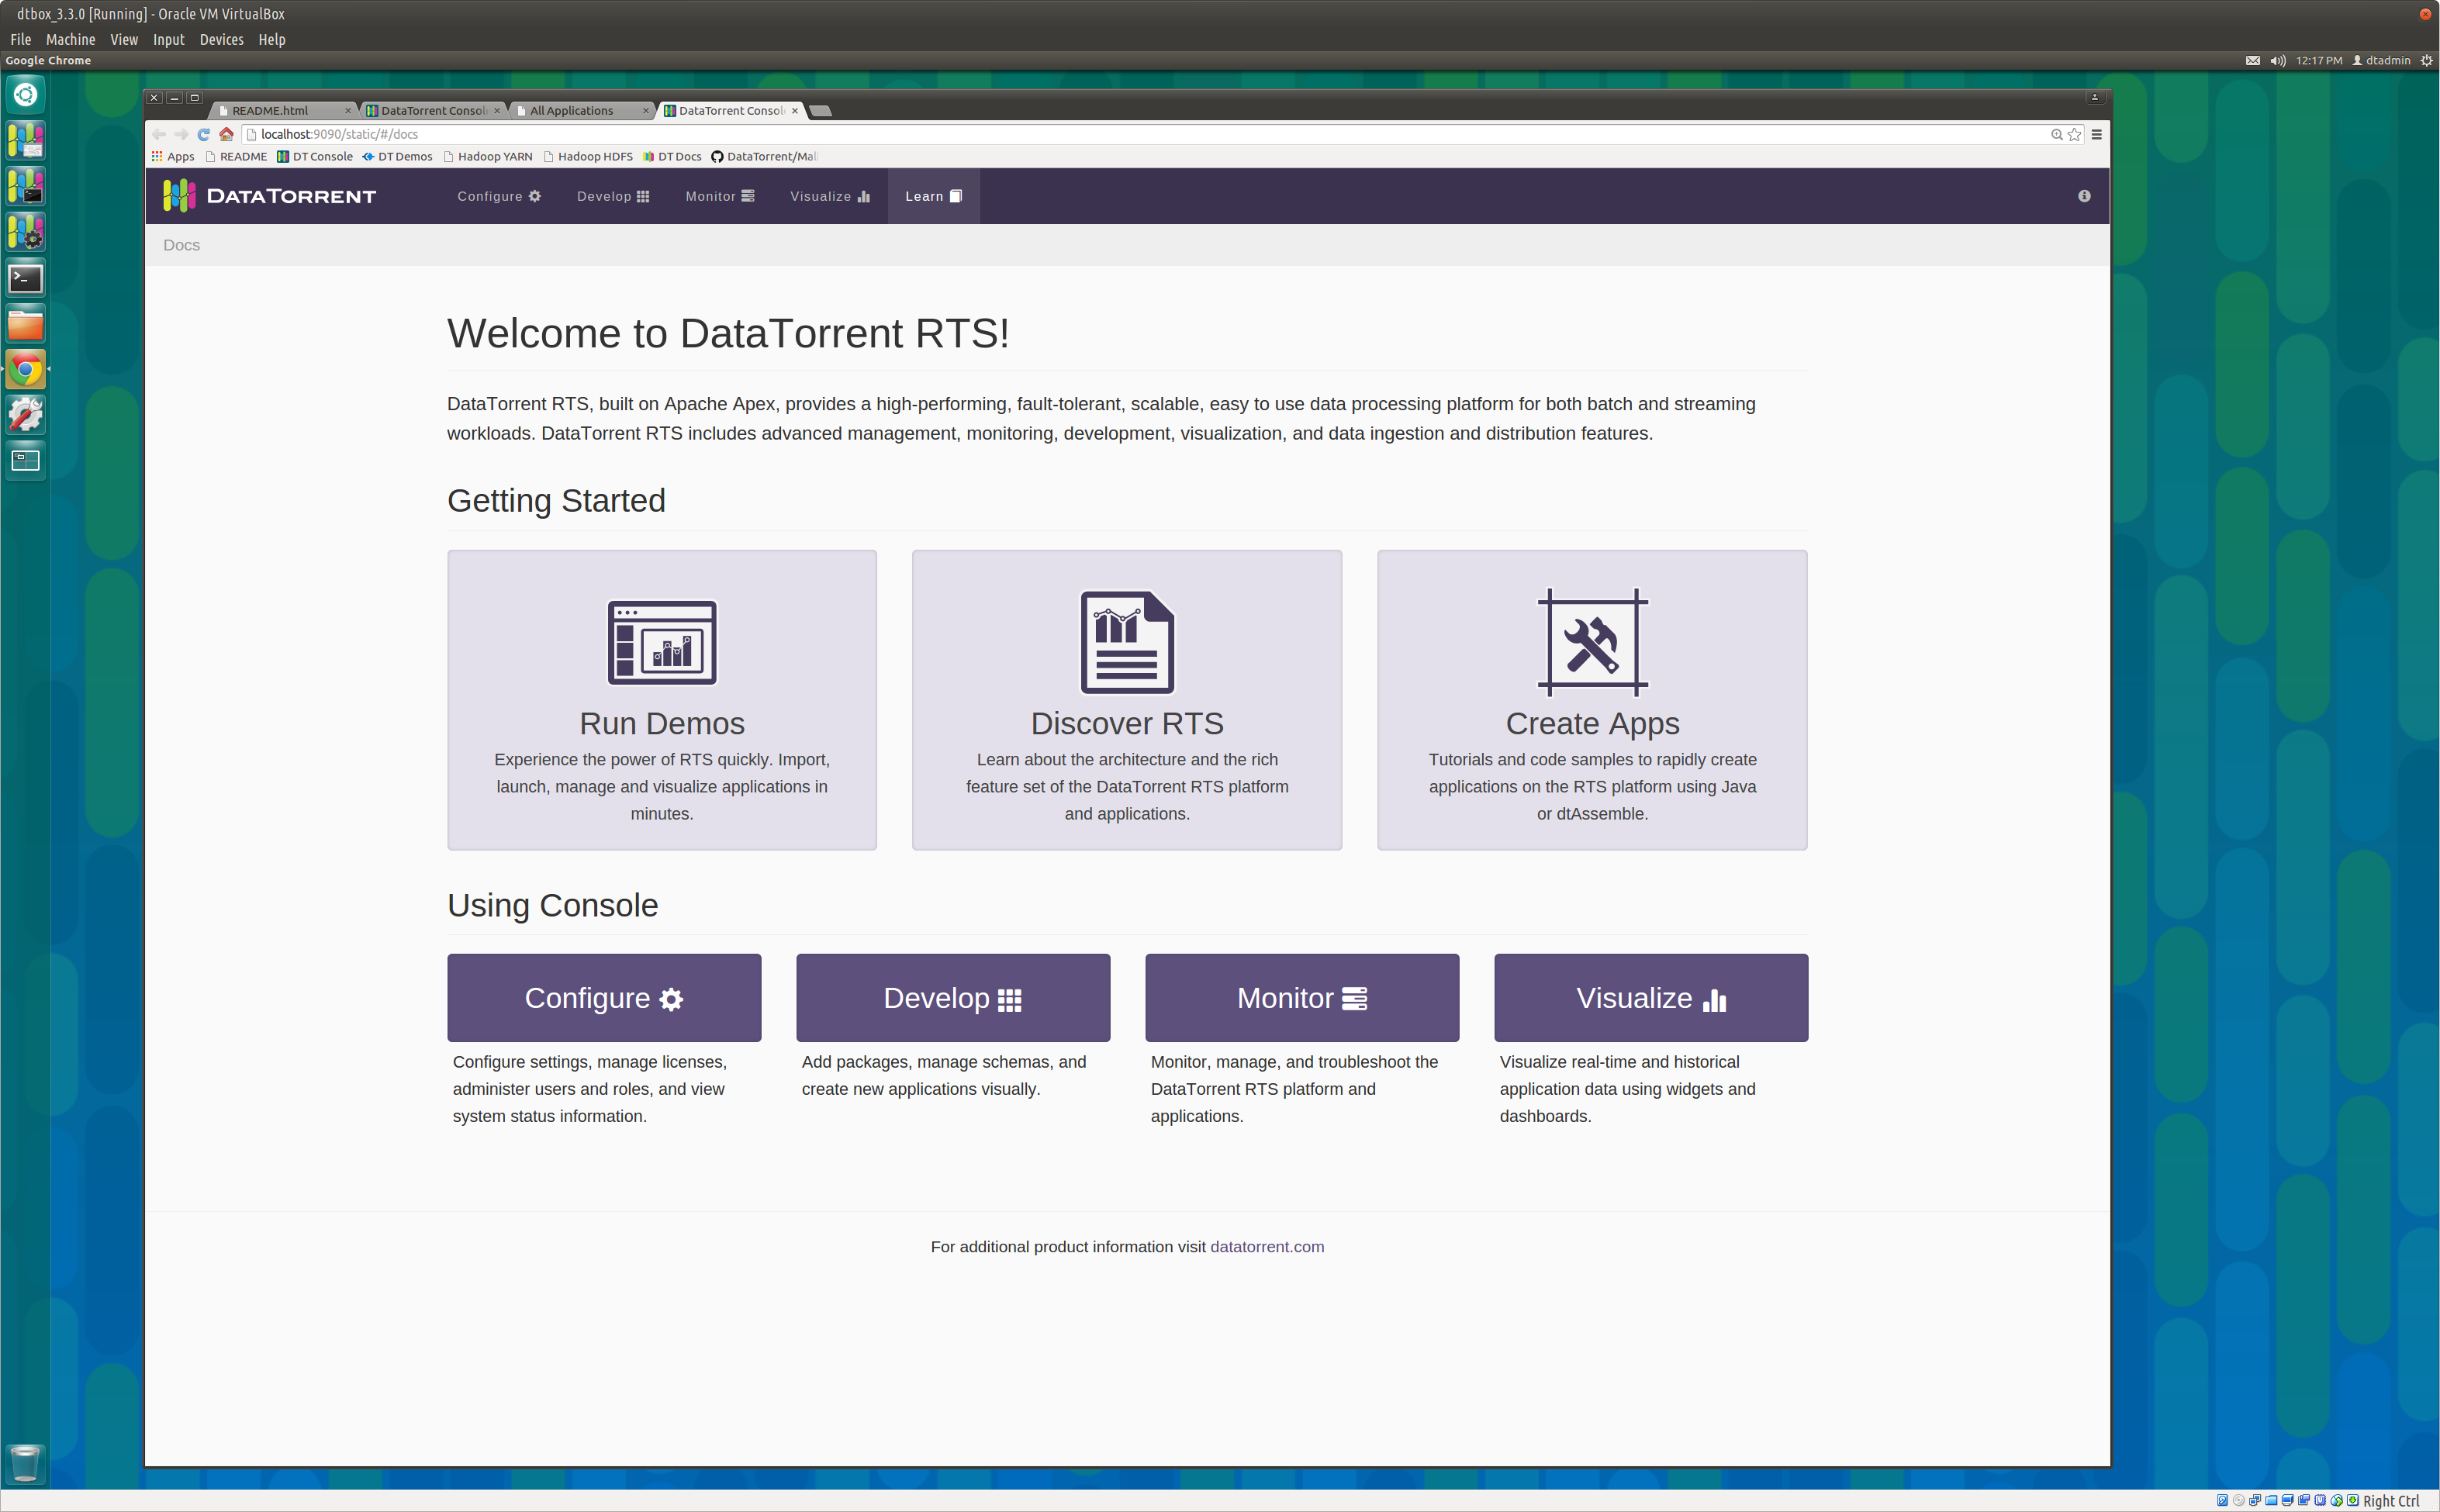 dtbox_3.3.0 [Running] - Oracle VM VirtualBox
File Machine View Input Devices Help
Google Chrome
12:17 PM dtadmin
README.html
DataTorrent Consol
All Applications
DataTorrent Consol
localhost:9090/static/#/docs
Apps README DT Console DT Demos Hadoop YARN Hadoop HDFS DT Docs DataTorrent/Mal
DATATORRENT
Configure Develop Monitor Visualize Learn
Docs
Welcome to DataTorrent RTS!
DataTorrent RTS, built on Apache Apex, provides a high-performing, fault-tolerant, scalable, easy to use data processing platform for both batch and streaming
workloads. DataTorrent RTS includes advanced management, monitoring, development, visualization, and data ingestion and distribution features.
Getting Started
Run Demos
Experience the power of RTS quickly. Import,
launch, manage and visualize applications in
minutes.
Discover RTS
Learn about the architecture and the rich
feature set of the DataTorrent RTS platform
and applications.
Create Apps
Tutorials and code samples to rapidly create
applications on the RTS platform using Java
or dtAssemble.
Using Console
Configure
Configure settings, manage licenses,
administer users and roles, and view
system status information.
Develop
Add packages, manage schemas, and
create new applications visually.
Monitor
Monitor, manage, and troubleshoot the
DataTorrent RTS platform and
applications.
Visualize
Visualize real-time and historical
application data using widgets and
dashboards.
For additional product information visit datatorrent.com
Right Ctrl